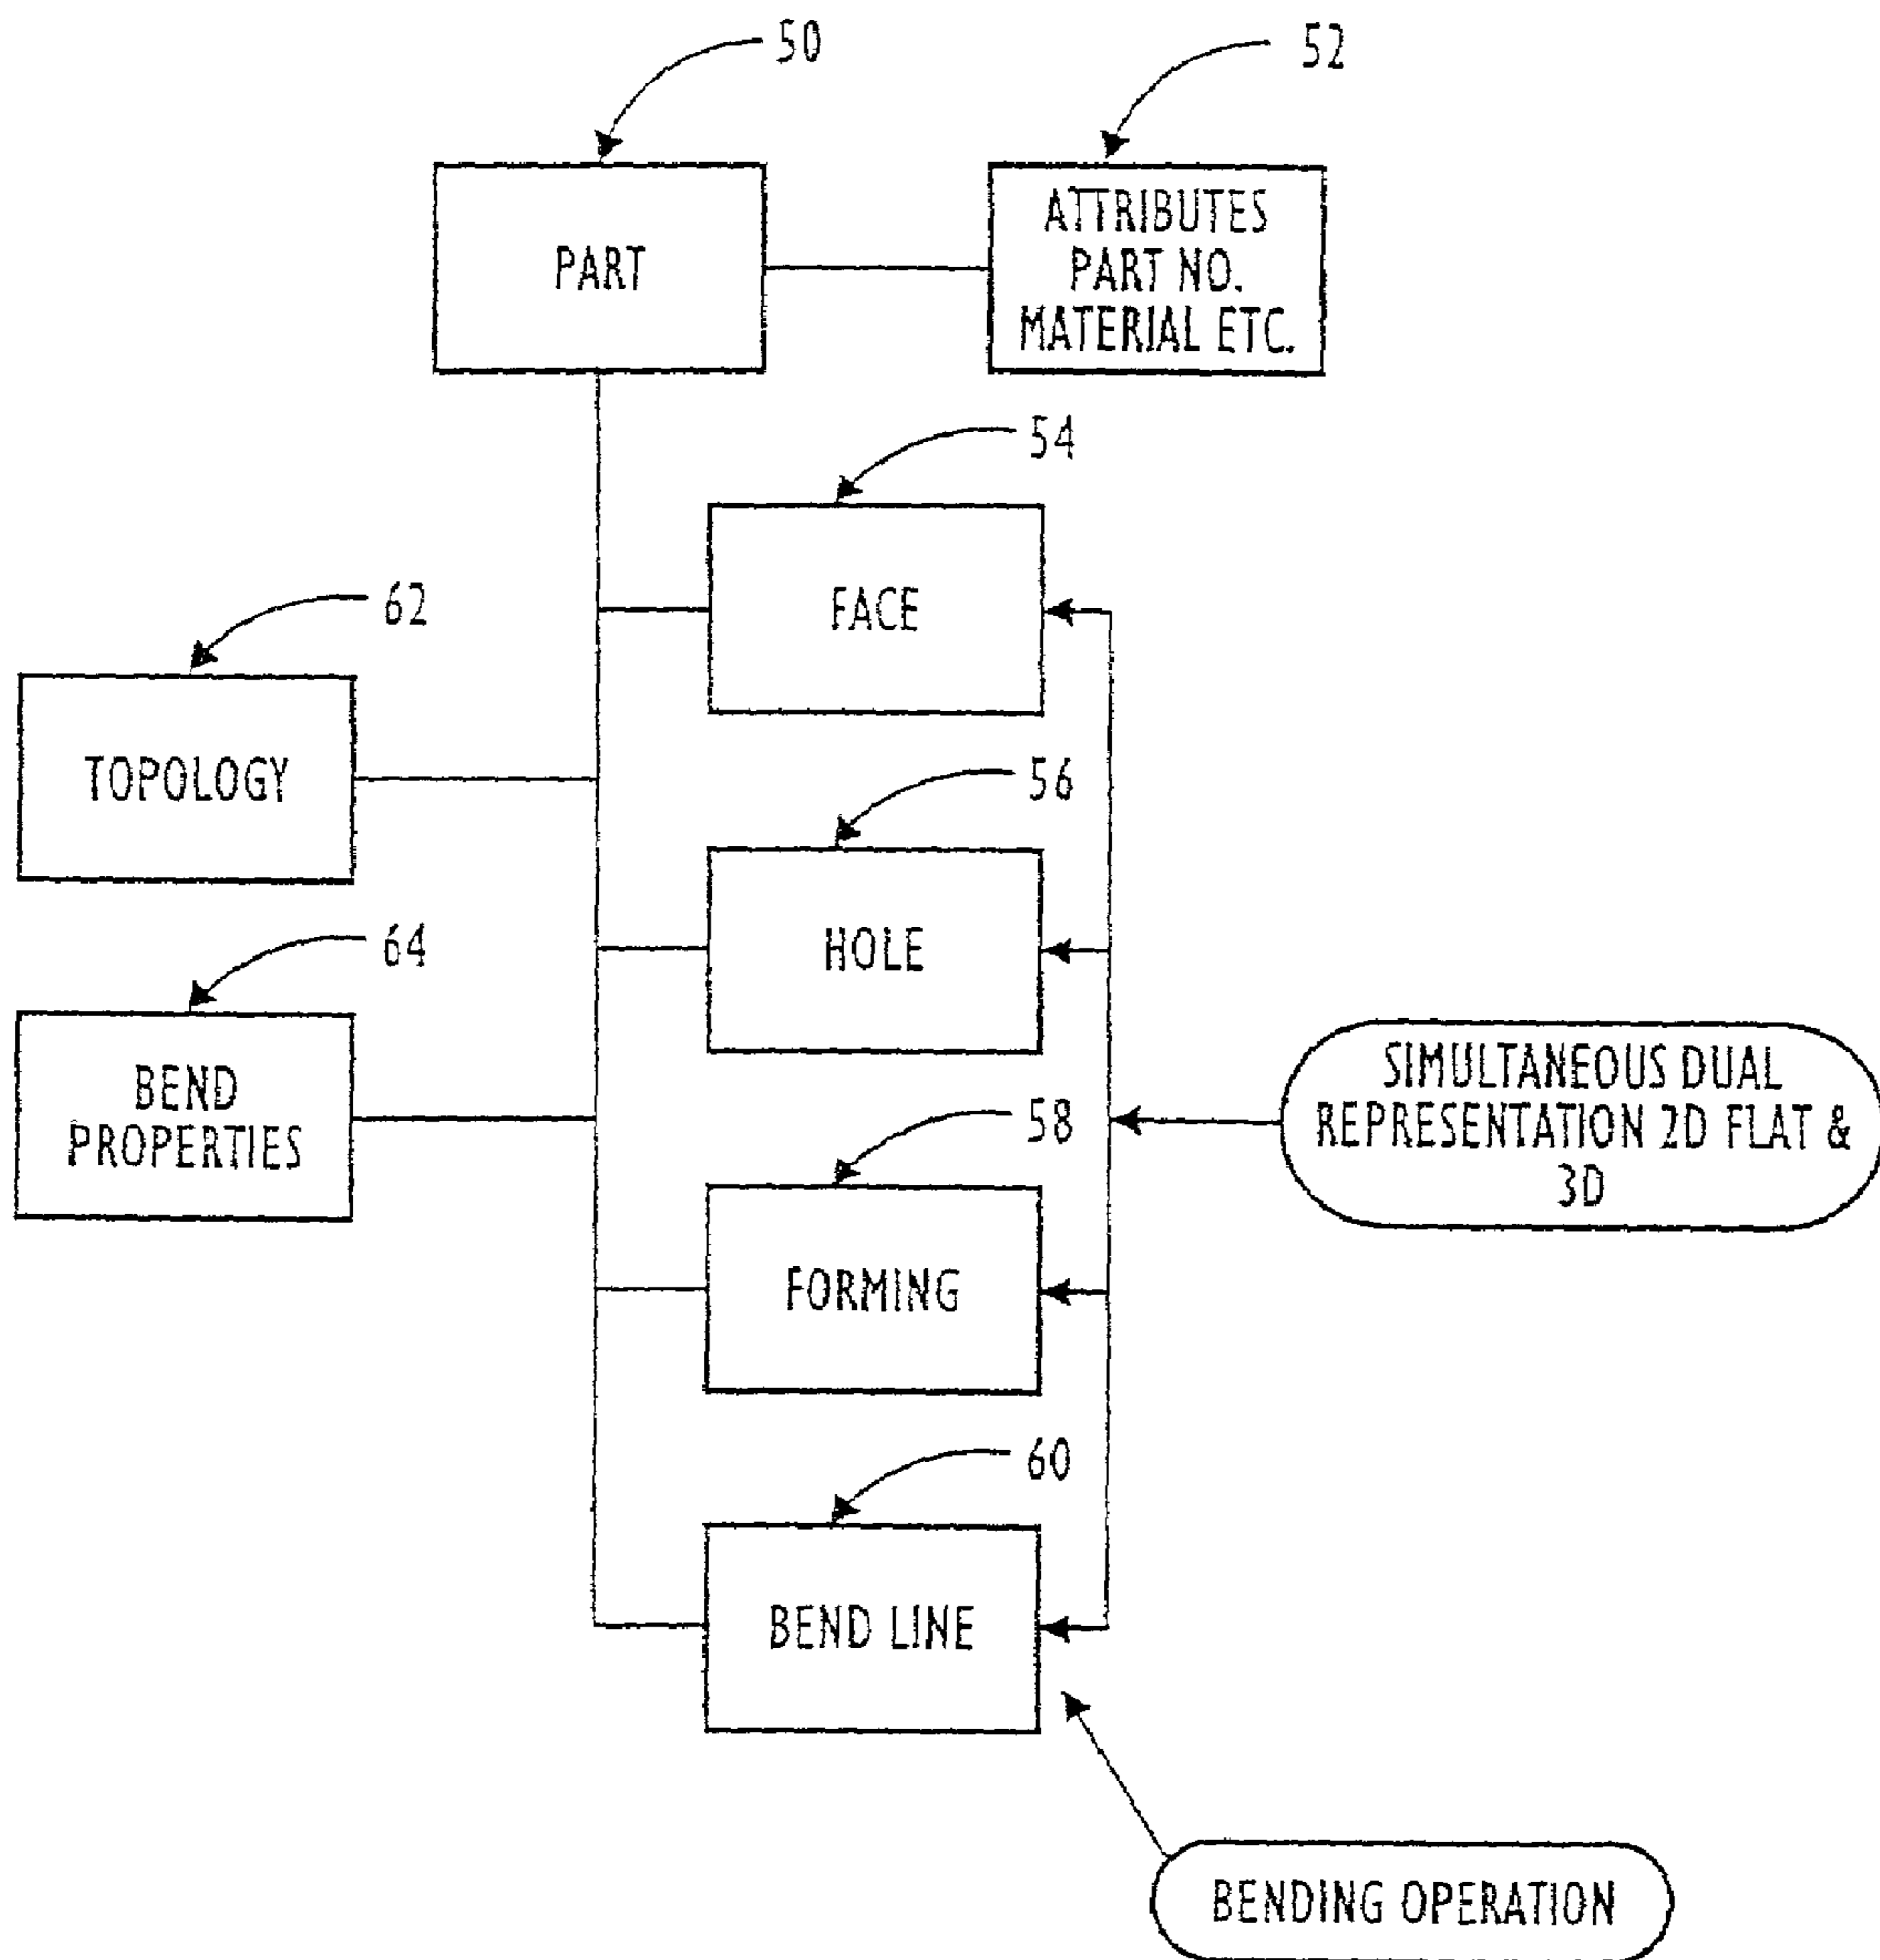 50
52
PART
ATTRIBUTES
PART NO.
MATERIAL ETC.
54
FACE
62
TOPOLOGY
56
HOLE
64
BEND
PROPERTIES
SIMULTANEOUS DUAL
REPRESENTATION 2D FLAT &
3D
58
FORMING
60
BEND LINE
BENDING OPERATION